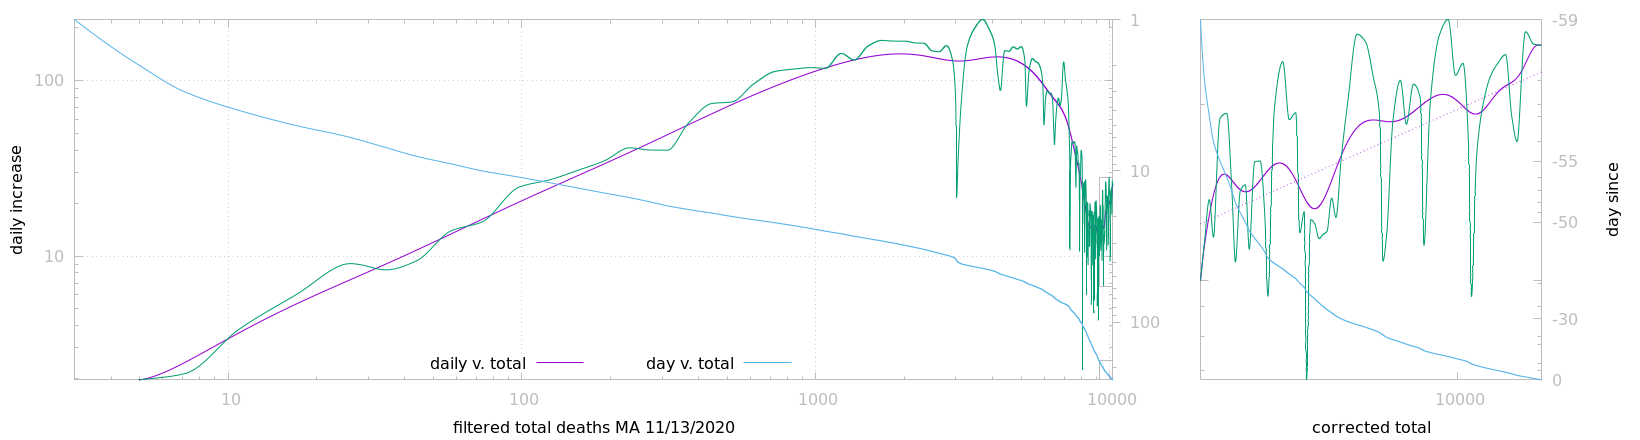 daily increase
100
10
1
10
100
daily v. total
day v. total
10
100
1000
10000
filtered total deaths MA 11/13/2020
-59
-55
-50
-30
0
day since
10000
corrected total